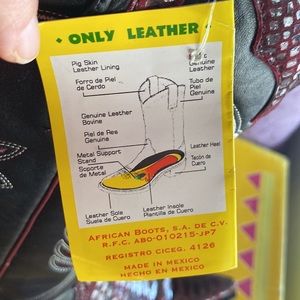 • ONLY LEATHER •
Pig Skin
Leather Lining
Forro de Piel
de Cerdo
Genuine
Leather
Tubo de
Piel
Genuina
Genuine Leather
Bovine
Piel de Res
Genuina
Metal Support
Stand
Soporte
de Metal
Leather Heel
Tacón de
Cuero
Leather Sole
Suela de Cuero
Leather Insole
Plantilla de Cuero
AFRICAN BOOTS, S.A. DE C.V.
R.F.C. ABO-010215-JP7
REGISTRO CICEG. 4126
MADE IN MEXICO
HECHO EN MEXICO